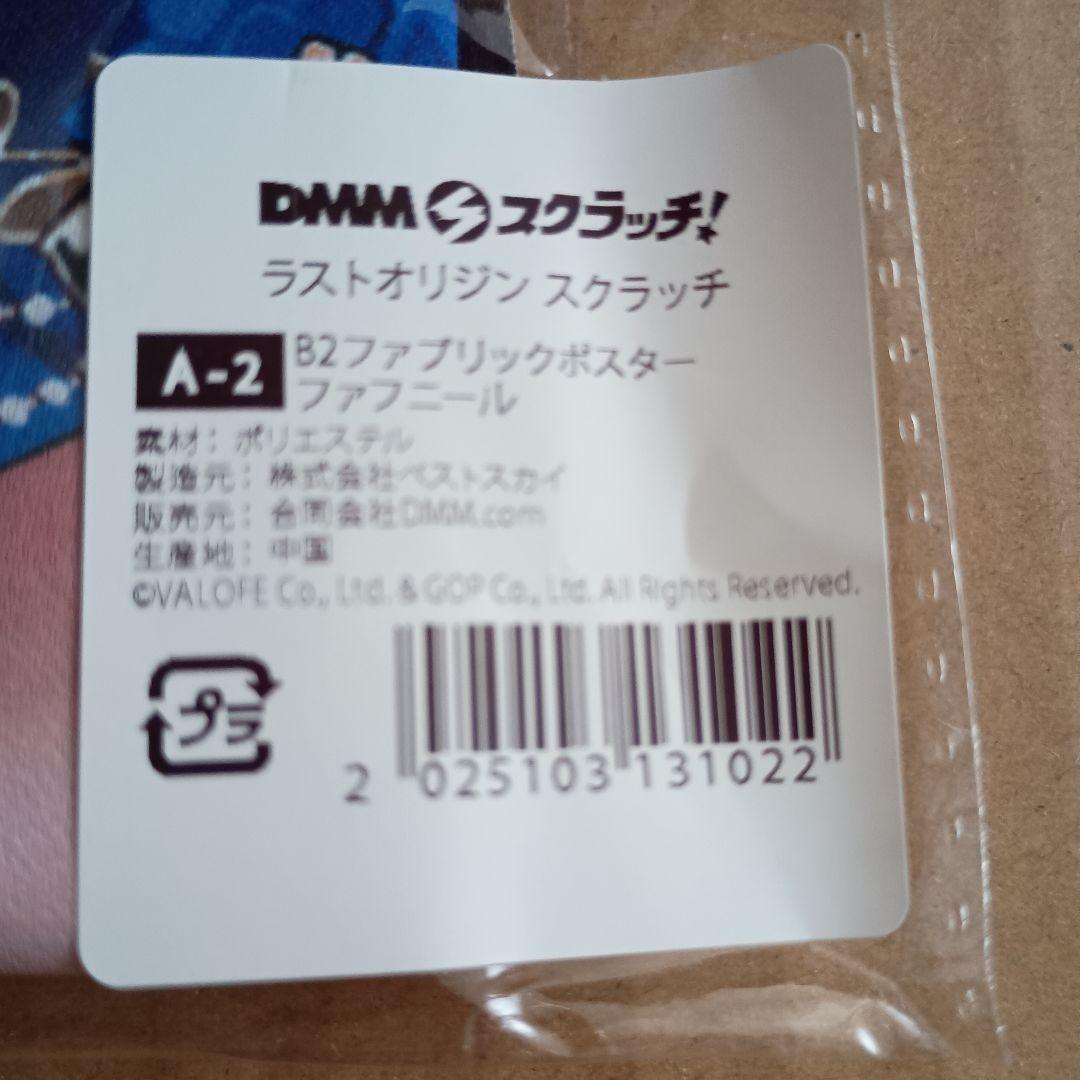 DMMスクラッチ!
ラストオリジン スクラッチ
A-2
B2ファブリックポスター
ファフニール
素材：ポリエステル
製造元：株式会社ベストスカイ
販売元：合同会社DMM.com
生産地：中国
©VALOFE Co., Ltd. & GOP Co., Ltd. All Rights Reserved.
プラ
2 025103 131022